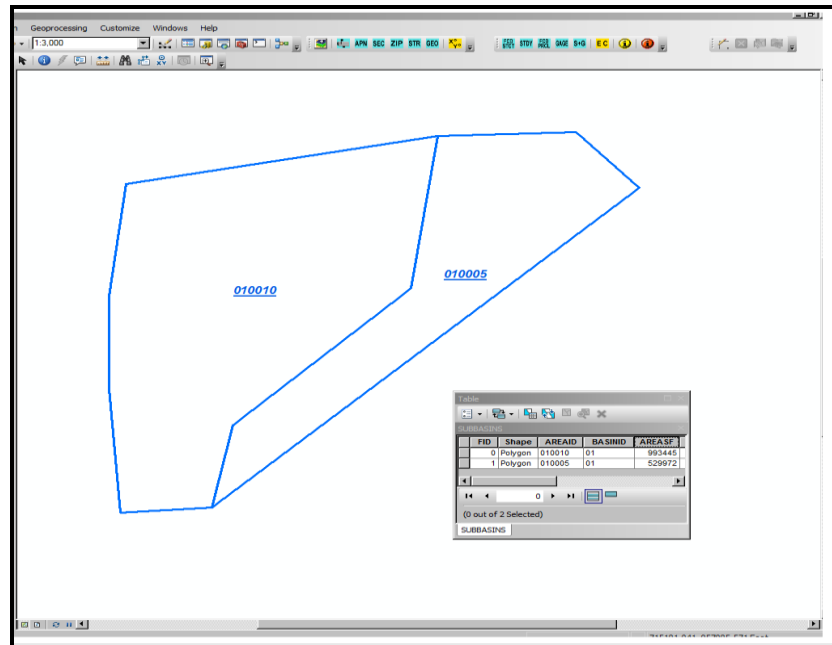 Geoprocessing Customize Windows Help
1:3,000 APN SEC ZIP STR GEO STDY GAGE S+G E C
010010
010005
Table
SUBBASINS
FID Shape AREAID BASINID AREASF
0 Polygon 010010 01 993445
1 Polygon 010005 01 529972
0
(0 out of 2 Selected)
SUBBASINS